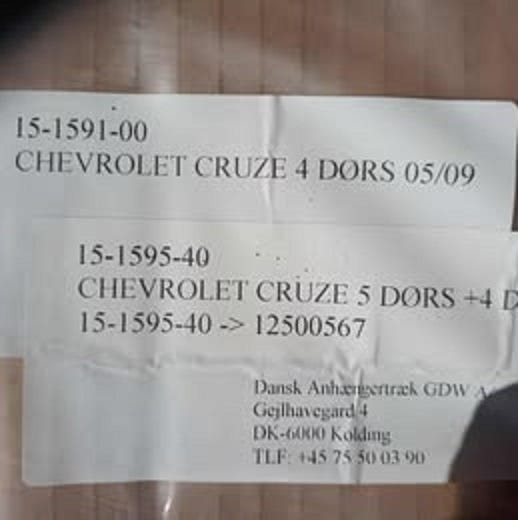 15-1591-00
CHEVROLET CRUZE 4 DØRS 05/09
15-1595-40
CHEVROLET CRUZE 5 DØRS +4 D
15-1595-40 -> 12500567
Dansk Anhængertræk GDW A
Gejlhavegård 4
DK-6000 Kolding
TLF: +45 75 50 03 90